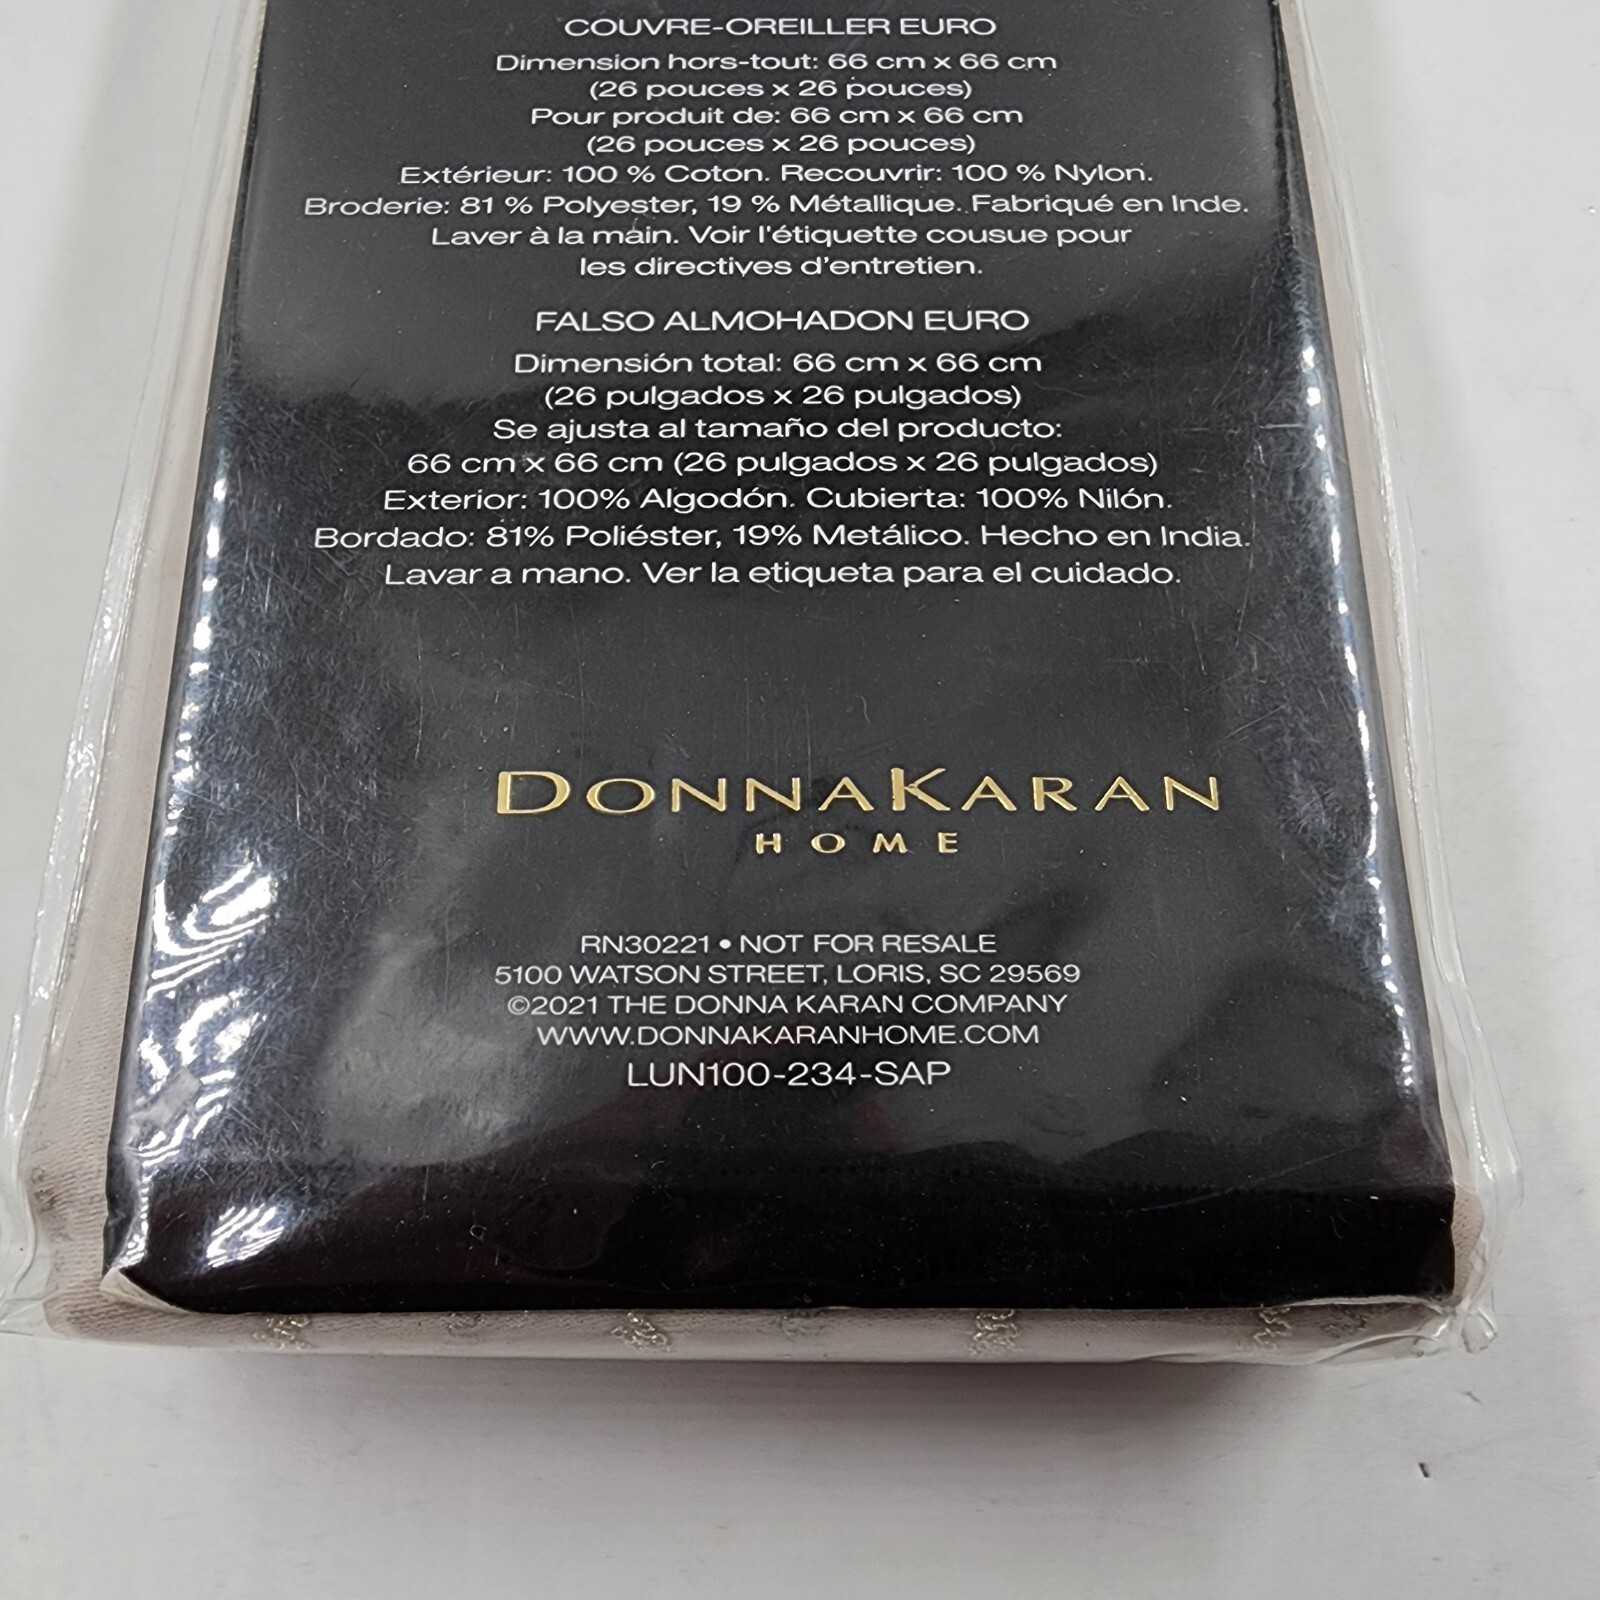 COUVRE-OREILLER EURO
Dimension hors-tout: 66 cm x 66 cm
(26 pouces x 26 pouces)
Pour produit de: 66 cm x 66 cm
(26 pouces x 26 pouces)
Extérieur: 100 % Coton. Recouvrir: 100 % Nylon.
Broderie: 81 % Polyester, 19 % Métallique. Fabriqué en Inde.
Laver à la main. Voir l'étiquette cousue pour
les directives d'entretien.
FALSO ALMOHADON EURO
Dimensión total: 66 cm x 66 cm
(26 pulgados x 26 pulgados)
Se ajusta al tamaño del producto:
66 cm x 66 cm (26 pulgados x 26 pulgados)
Exterior: 100% Algodón. Cubierta: 100% Nilón.
Bordado: 81% Poliéster, 19% Metálico. Hecho en India.
Lavar a mano. Ver la etiqueta para el cuidado.
DONNAKARAN
HOME
RN30221 • NOT FOR RESALE
5100 WATSON STREET, LORIS, SC 29569
©2021 THE DONNA KARAN COMPANY
WWW.DONNAKARANHOME.COM
LUN100-234-SAP